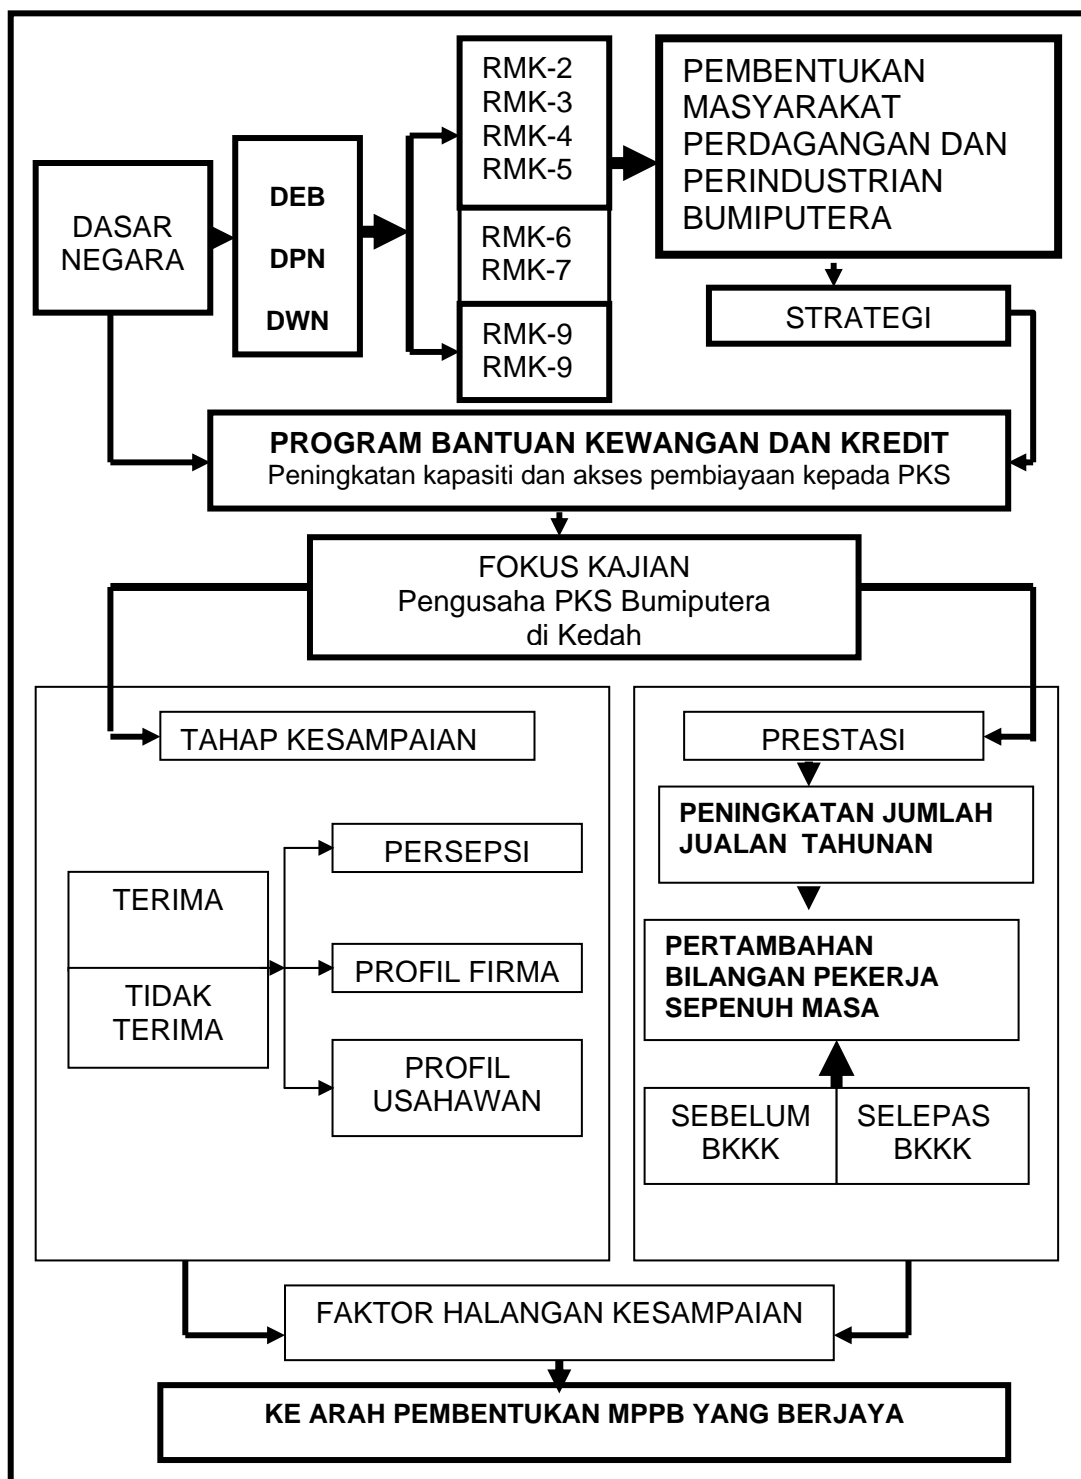 DASAR
NEGARA
DEB
DPN
DWN
RMK-2
RMK-3
RMK-4
RMK-5
RMK-6
RMK-7
RMK-9
RMK-9
PEMBENTUKAN
MASYARAKAT
PERDAGANGAN DAN
PERINDUSTRIAN
BUMIPUTERA
STRATEGI
PROGRAM BANTUAN KEWANGAN DAN KREDIT
Peningkatan kapasiti dan akses pembiayaan kepada PKS
FOKUS KAJIAN
Pengusaha PKS Bumiputera
di Kedah
TAHAP KESAMPAIAN
TERIMA
TIDAK
TERIMA
PERSEPSI
PROFIL FIRMA
PROFIL
USAHAWAN
PRESTASI
PENINGKATAN JUMLAH
JUALAN TAHUNAN
PERTAMBAHAN
BILANGAN PEKERJA
SEPENUH MASA
SEBELUM
BKKK
SELEPAS
BKKK
FAKTOR HALANGAN KESAMPAIAN
KE ARAH PEMBENTUKAN MPPB YANG BERJAYA